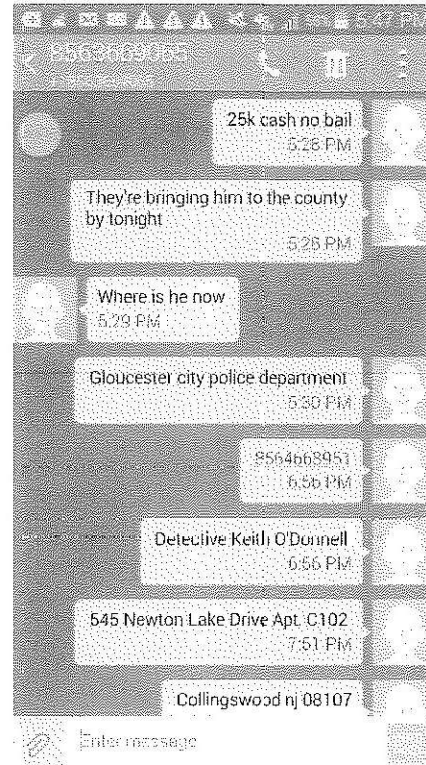 25k cash no bail
5:28 PM
They're bringing him to the county
by tonight
5:28 PM
Where is he now
5:29 PM
Gloucester city police department
5:30 PM
8564668951
6:56 PM
Detective Keith O'Donnell
6:56 PM
545 Newton Lake Drive Apt. C102
7:51 PM
Collingswood nj 08107
Enter message